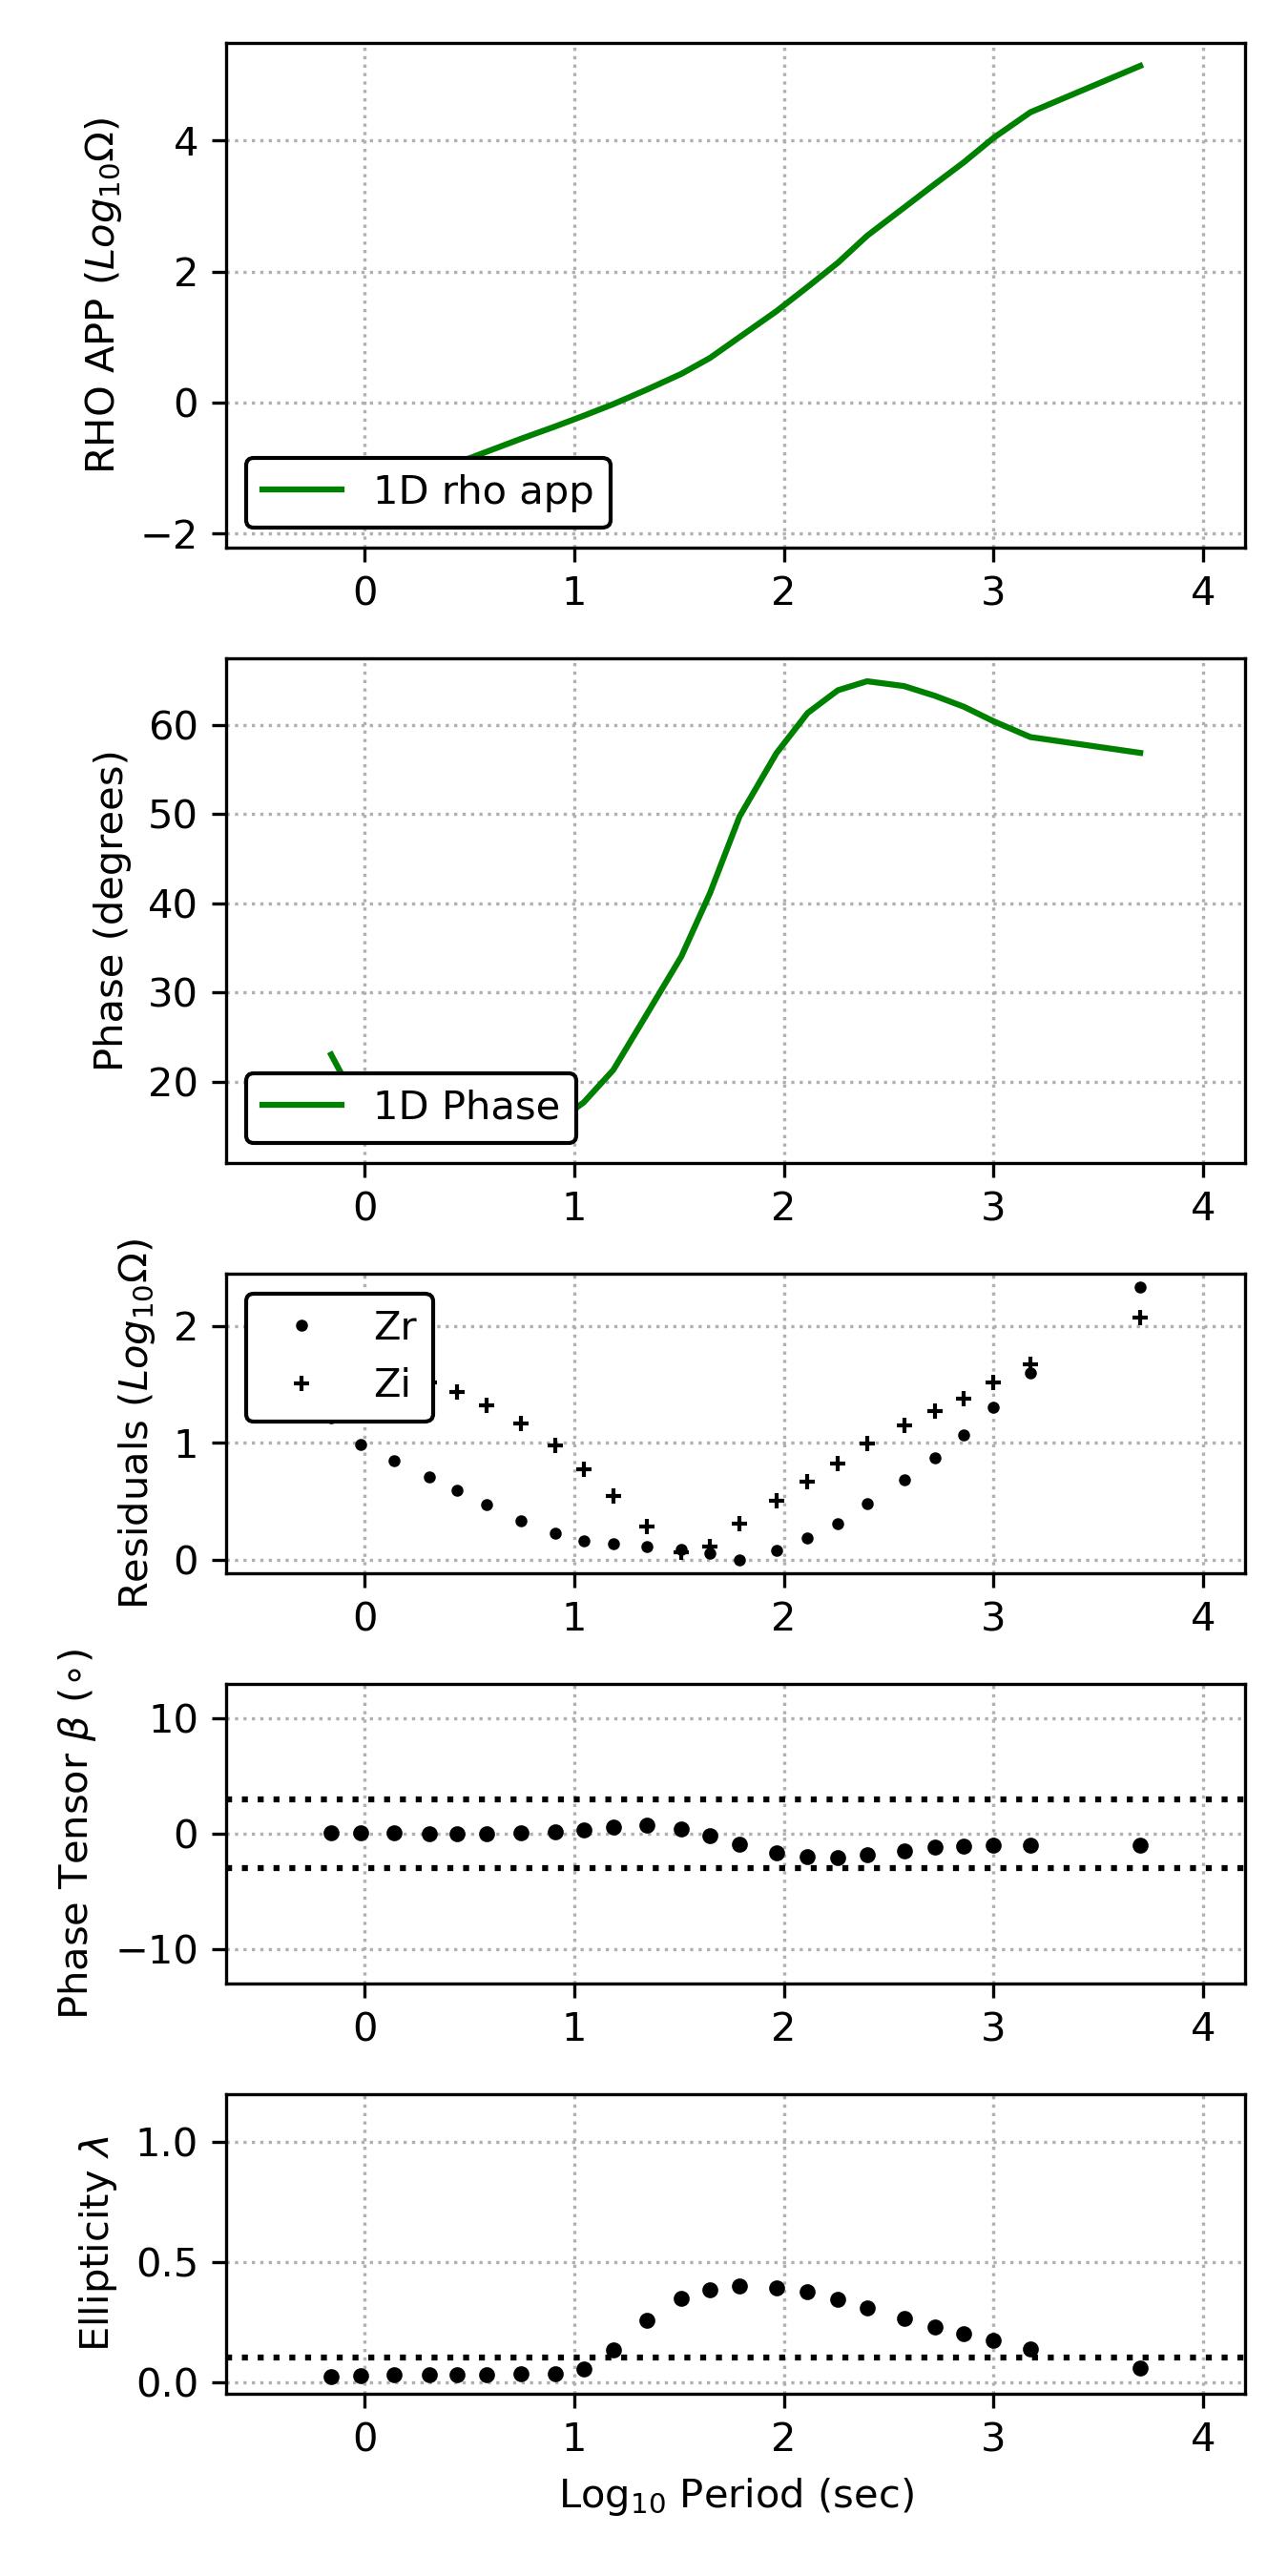 RHO APP (Log₁₀Ω)
4
2
0
−2
1D rho app
0 1 2 3 4
Phase (degrees)
60
50
40
30
20
1D Phase
0 1 2 3 4
Residuals (Log₁₀Ω)
2
1
0
Zr
Zi
0 1 2 3 4
Phase Tensor β (∘)
10
0
−10
0 1 2 3 4
Ellipticity λ
1.0
0.5
0.0
0 1 2 3 4
Log₁₀ Period (sec)